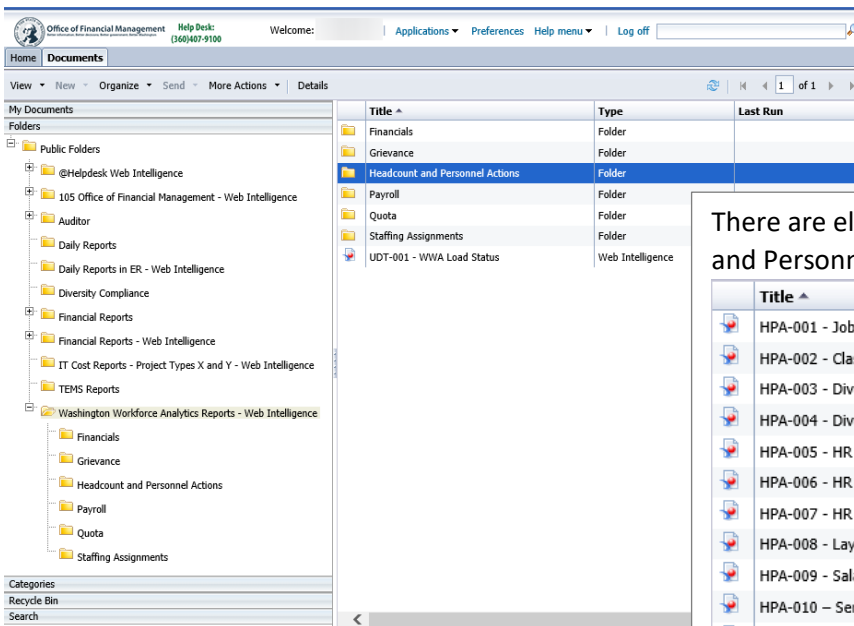 Office of Financial Management Help Desk: (360)407-9100 Welcome: Applications Preferences Help menu Log off
Home Documents
View New Organize Send More Actions Details 1 of 1
My Documents
Folders
Public Folders
@Helpdesk Web Intelligence
105 Office of Financial Management - Web Intelligence
Auditor
Daily Reports
Daily Reports in ER - Web Intelligence
Diversity Compliance
Financial Reports
Financial Reports - Web Intelligence
IT Cost Reports - Project Types X and Y - Web Intelligence
TEMS Reports
Washington Workforce Analytics Reports - Web Intelligence
Financials
Grievance
Headcount and Personnel Actions
Payroll
Quota
Staffing Assignments
Categories
Recycle Bin
Search
Title Type Last Run
Financials Folder
Grievance Folder
Headcount and Personnel Actions Folder
Payroll Folder
Quota Folder
Staffing Assignments Folder
UDT-001 - WWA Load Status Web Intelligence
There are el
and Personn
Title
HPA-001 - Job
HPA-002 - Cla
HPA-003 - Div
HPA-004 - Div
HPA-005 - HR
HPA-006 - HR
HPA-007 - HR
HPA-008 - Lay
HPA-009 - Sal
HPA-010 – Ser